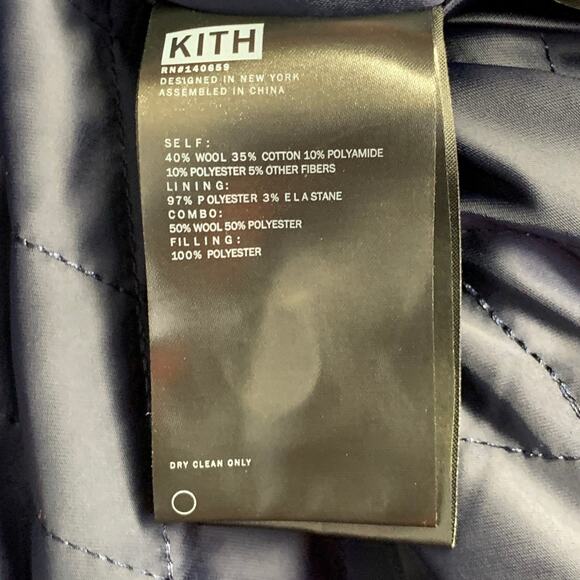 KITH
RN#140659
DESIGNED IN NEW YORK
ASSEMBLED IN CHINA
SELF:
40% WOOL 35% COTTON 10% POLYAMIDE
10% POLYESTER 5% OTHER FIBERS
LINING:
97% POLYESTER 3% ELASTANE
COMBO:
50% WOOL 50% POLYESTER
FILLING:
100% POLYESTER
DRY CLEAN ONLY